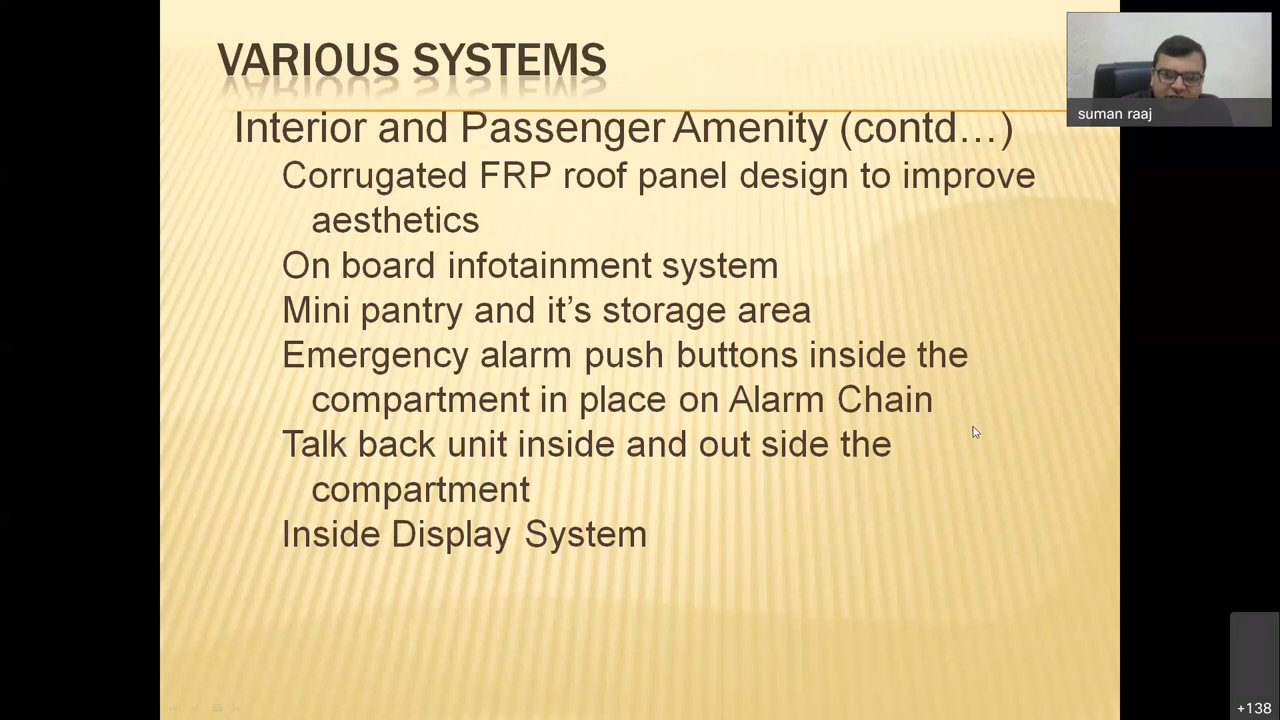 VARIOUS SYSTEMS
suman raaj
Interior and Passenger Amenity (contd…)
Corrugated FRP roof panel design to improve
aesthetics
On board infotainment system
Mini pantry and it’s storage area
Emergency alarm push buttons inside the
compartment in place on Alarm Chain
Talk back unit inside and out side the
compartment
Inside Display System
+138